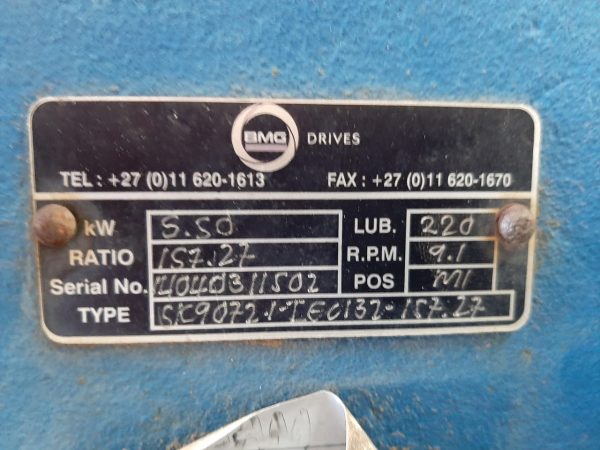 BMG DRIVES
TEL : +27 (0)11 620-1613 FAX : +27 (0)11 620-1670
kW 5.50 LUB. 220
RATIO 157.27 R.P.M. 9.1
Serial No. 4040311502 POS M1
TYPE SK9072.1-IEC132-157.27